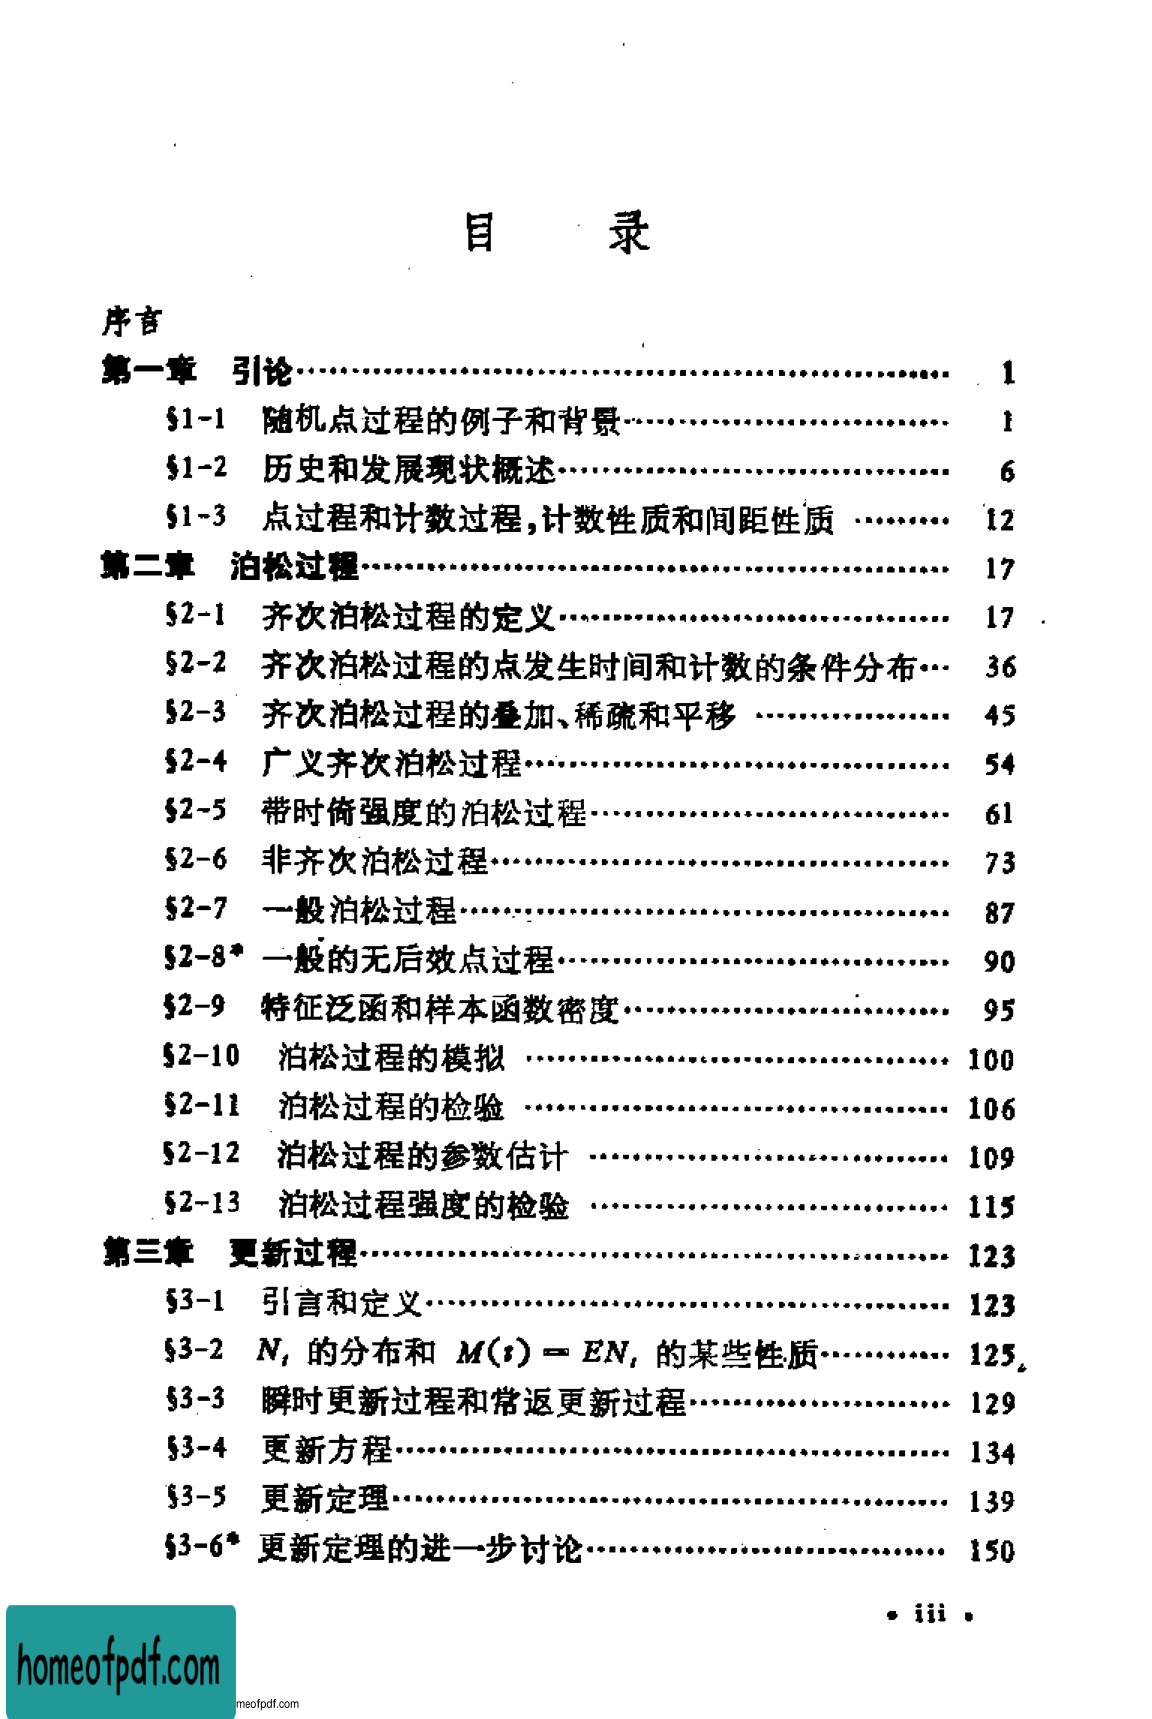 目 录
序言
第一章 引论 1
§1-1 随机点过程的例子和背景 1
§1-2 历史和发展现状概述 6
§1-3 点过程和计数过程,计数性质和间距性质 12
第二章 泊松过程 17
§2-1 齐次泊松过程的定义 17
§2-2 齐次泊松过程的点发生时间和计数的条件分布 36
§2-3 齐次泊松过程的叠加、稀疏和平移 45
§2-4 广义齐次泊松过程 54
§2-5 带时倚强度的泊松过程 61
§2-6 非齐次泊松过程 73
§2-7 一般泊松过程 87
§2-8* 一般的无后效点过程 90
§2-9 特征泛函和样本函数密度 95
§2-10 泊松过程的模拟 100
§2-11 泊松过程的检验 106
§2-12 泊松过程的参数估计 109
§2-13 泊松过程强度的检验 115
第三章 更新过程 123
§3-1 引言和定义 123
§3-2 Nₜ 的分布和 M(t) = ENₜ 的某些性质 125
§3-3 瞬时更新过程和常返更新过程 129
§3-4 更新方程 134
§3-5 更新定理 139
§3-6* 更新定理的进一步讨论 150
• iii •
homeofpdf.com
meofpdf.com